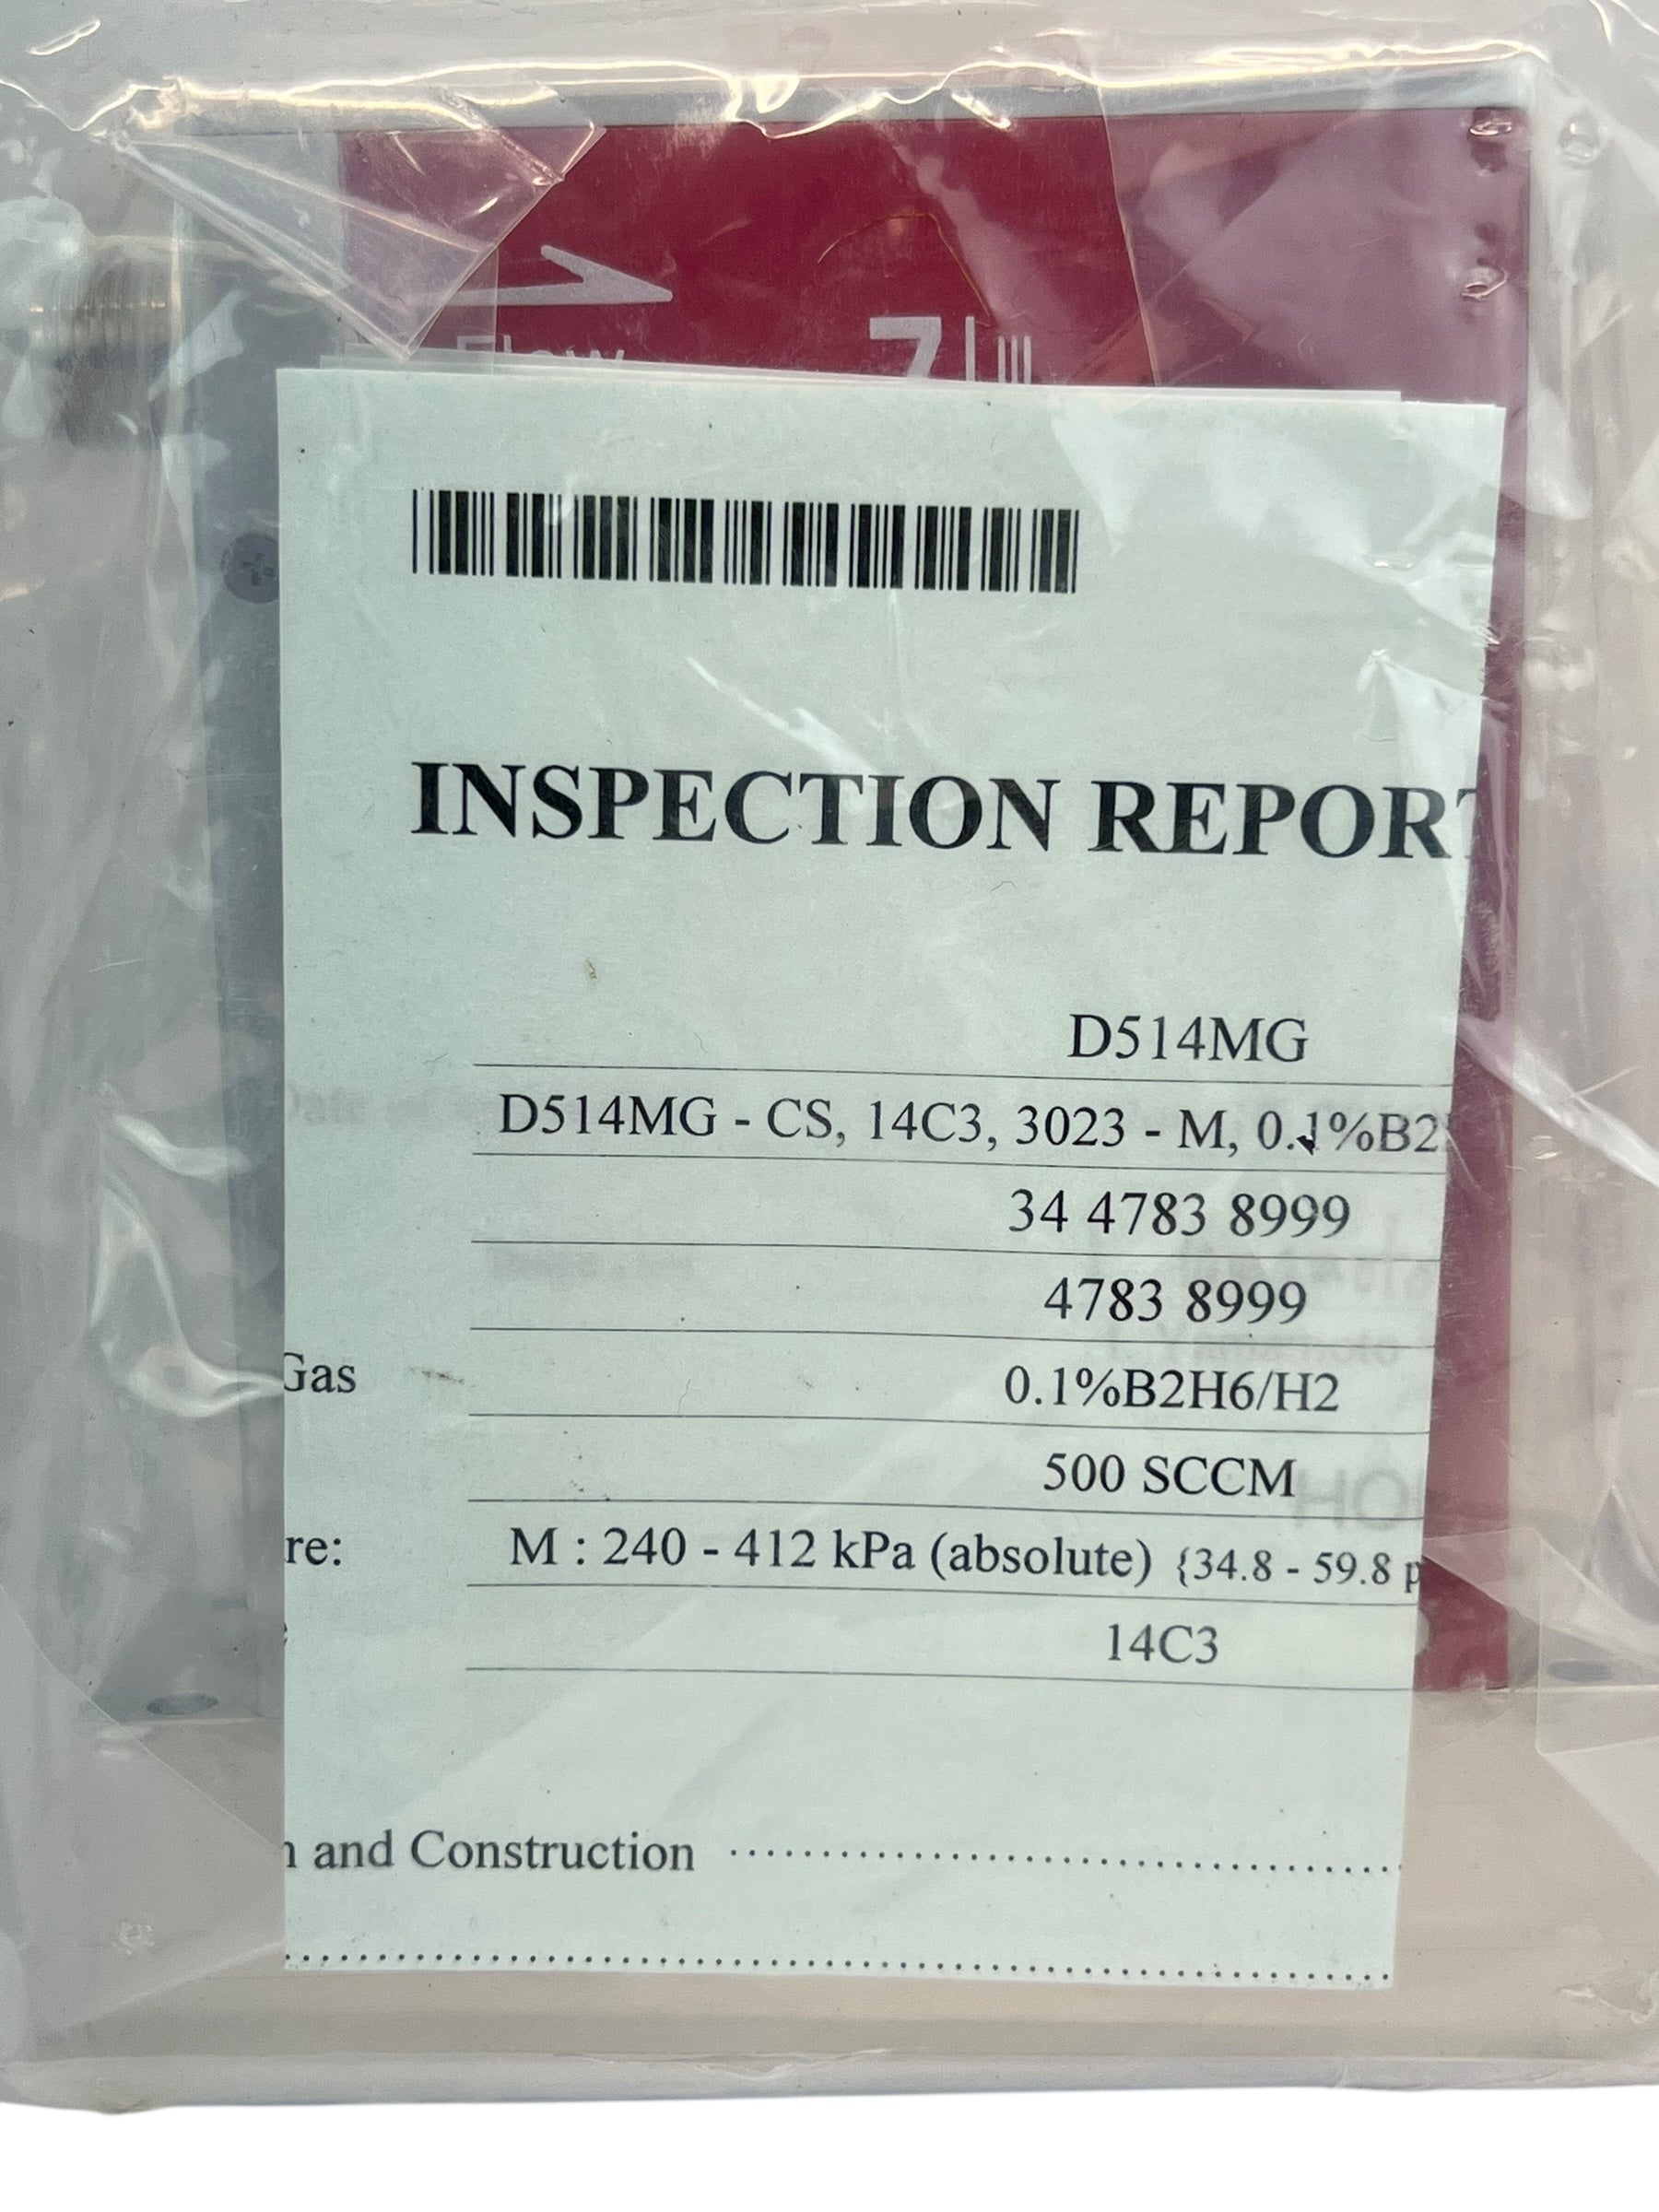 Flow
INSPECTION REPORT
D514MG
D514MG - CS, 14C3, 3023 - M, 0.1%B2
34 4783 8999
4783 8999
Gas 0.1%B2H6/H2
500 SCCM
re: M : 240 - 412 kPa (absolute) {34.8 - 59.8 p
14C3
n and Construction ································